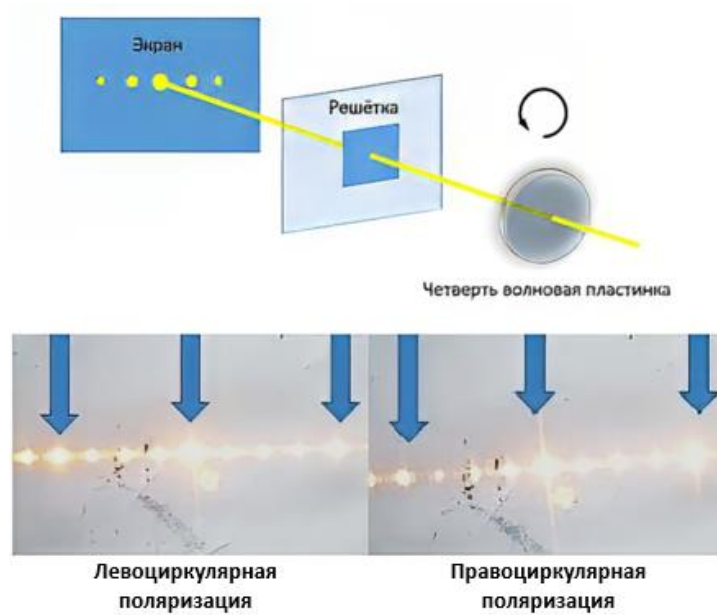 Экран
Решётка
Четверть волновая пластинка
Левоциркулярная
поляризация
Правоциркулярная
поляризация